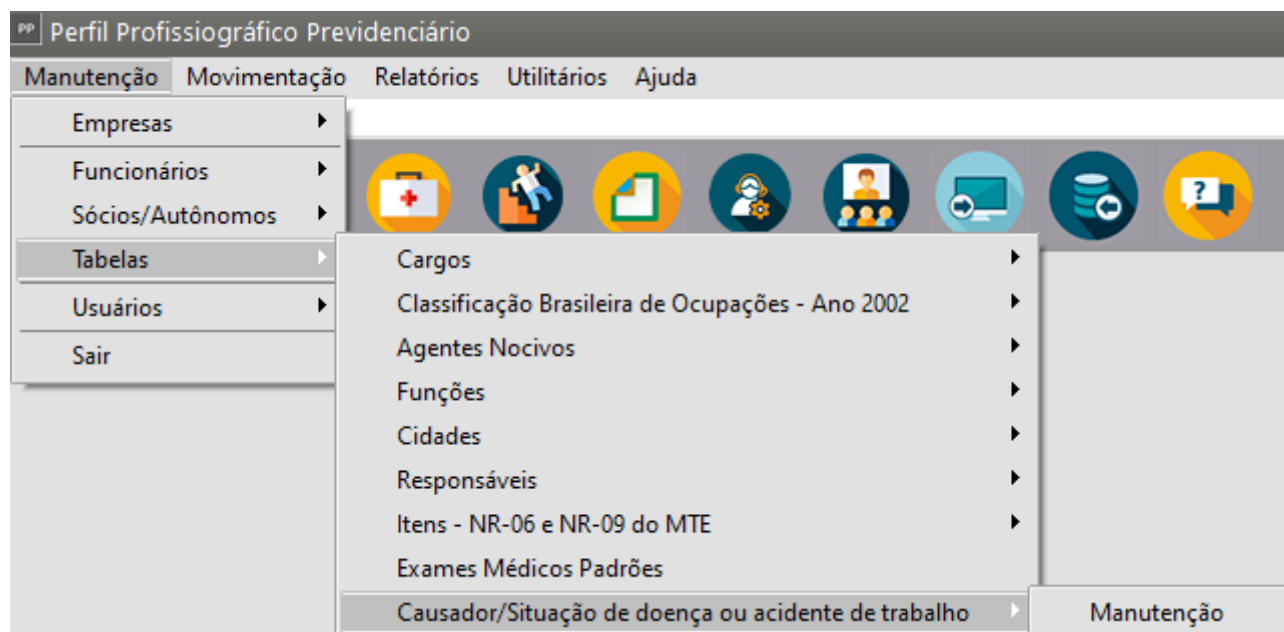 PP Perfil Profissiográfico Previdenciário
Manutenção Movimentação Relatórios Utilitários Ajuda
Empresas
Funcionários
Sócios/Autônomos
Tabelas
Usuários
Sair
?
Cargos
Classificação Brasileira de Ocupações - Ano 2002
Agentes Nocivos
Funções
Cidades
Responsáveis
Itens - NR-06 e NR-09 do MTE
Exames Médicos Padrões
Causador/Situação de doença ou acidente de trabalho
Manutenção